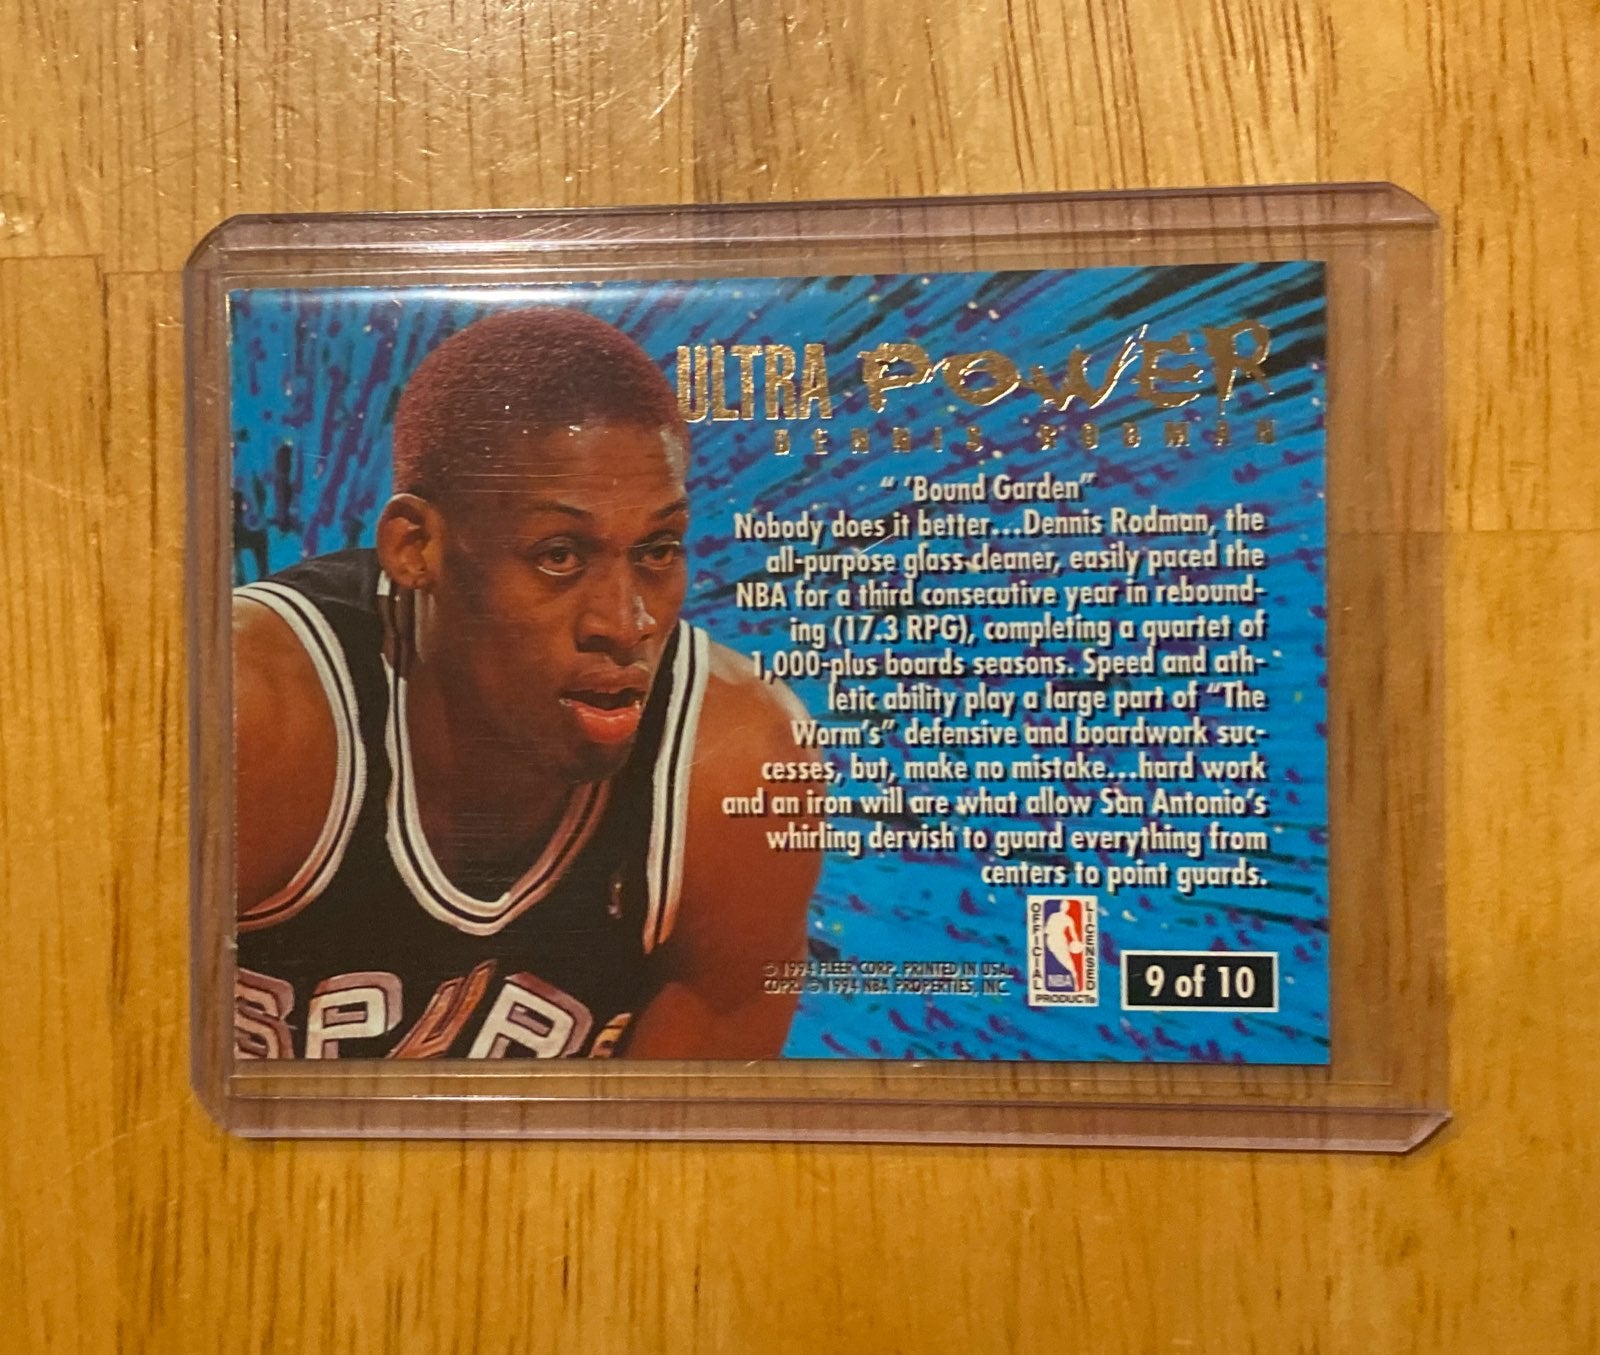 ULTRA POWER
DENNIS RODMAN
“ ’Bound Garden”
Nobody does it better...Dennis Rodman, the
all-purpose glass cleaner, easily paced the
NBA for a third consecutive year in rebound-
ing (17.3 RPG), completing a quartet of
1,000-plus boards seasons. Speed and ath-
letic ability play a large part of “The
Worm’s” defensive and boardwork suc-
cesses, but, make no mistake...hard work
and an iron will are what allow San Antonio’s
whirling dervish to guard everything from
centers to point guards.
OFFICIAL LICENSED
NBA
PRODUCT®
© 1994 FLEER CORP. PRINTED IN USA.
COPR. © 1994 NBA PROPERTIES, INC.
9 of 10
SPURS